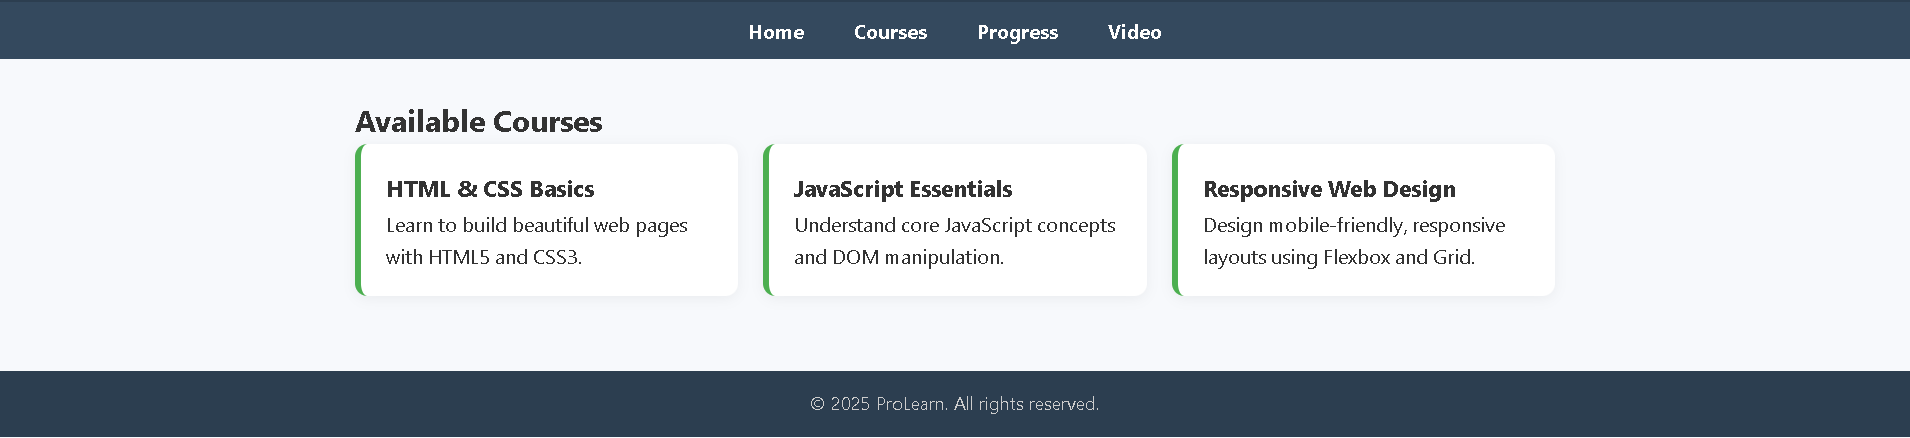 Home Courses Progress Video
Available Courses
HTML & CSS Basics
Learn to build beautiful web pages
with HTML5 and CSS3.
JavaScript Essentials
Understand core JavaScript concepts
and DOM manipulation.
Responsive Web Design
Design mobile-friendly, responsive
layouts using Flexbox and Grid.
© 2025 ProLearn. All rights reserved.